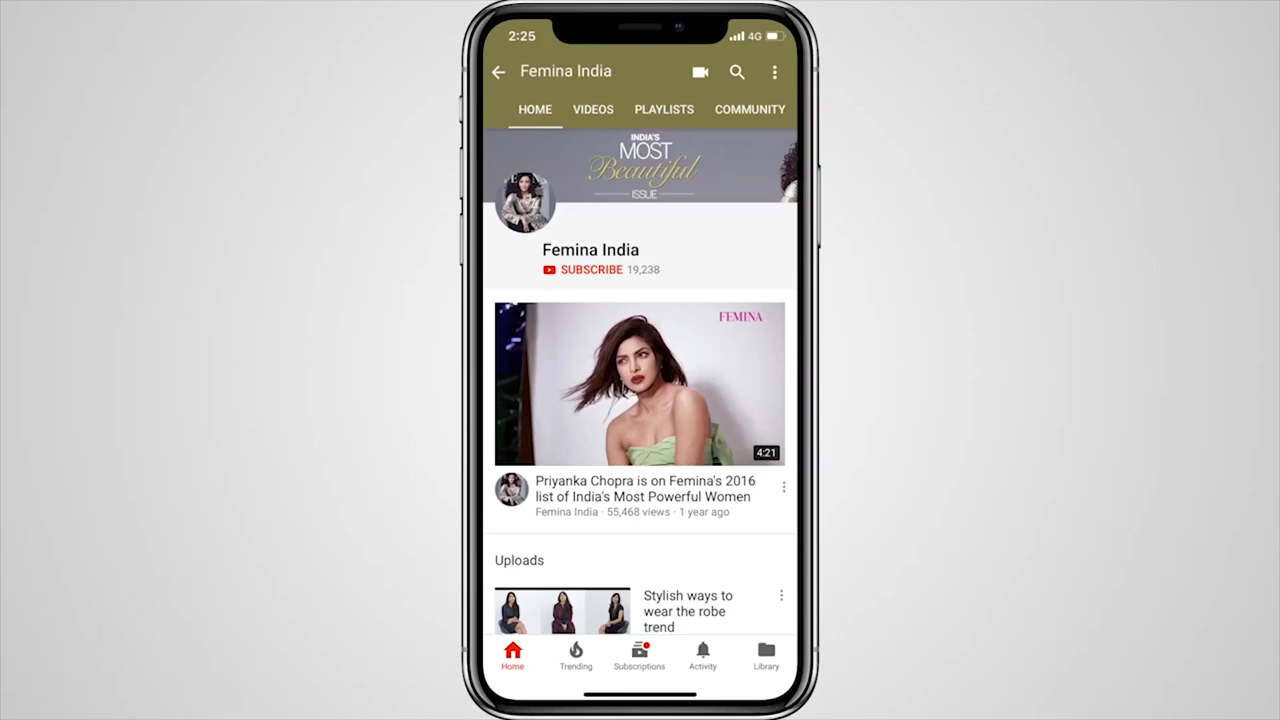 2:25
4G
Femina India
HOME VIDEOS PLAYLISTS COMMUNITY
INDIA'S
MOST
Beautiful
ISSUE
Femina India
SUBSCRIBE 19,238
FEMINA
4:21
Priyanka Chopra is on Femina's 2016
list of India's Most Powerful Women
Femina India · 55,468 views · 1 year ago
Uploads
Stylish ways to
wear the robe
trend
Home Trending Subscriptions Activity Library